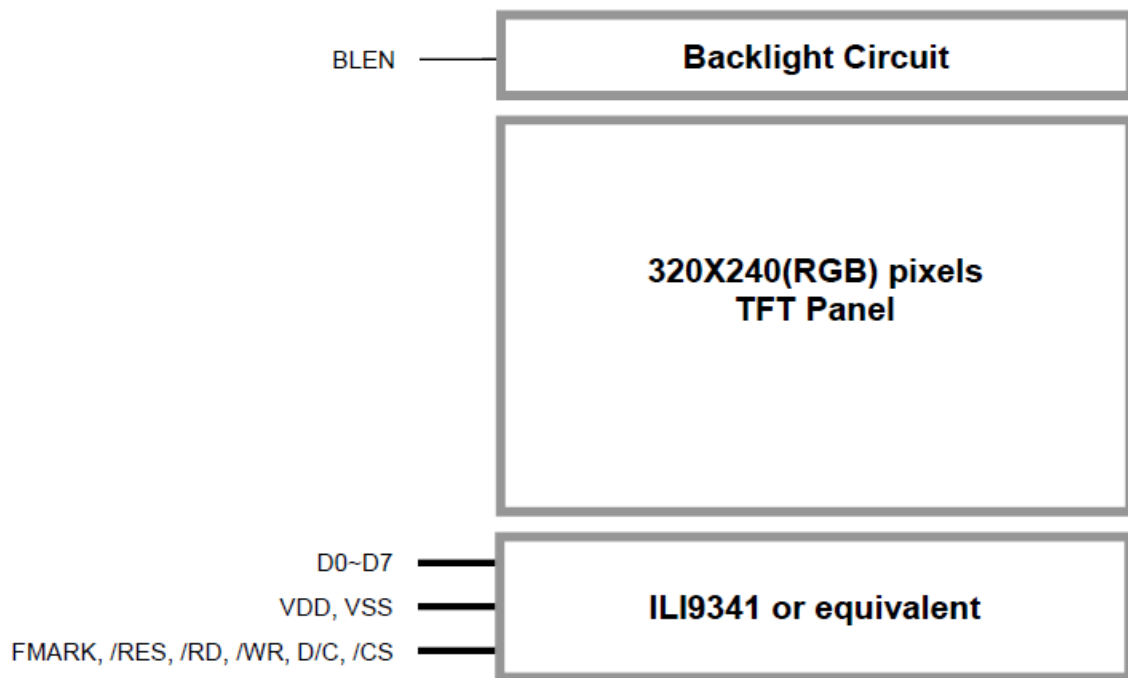 BLEN
Backlight Circuit
320X240(RGB) pixels
TFT Panel
D0~D7
VDD, VSS
ILI9341 or equivalent
FMARK, /RES, /RD, /WR, D/C, /CS